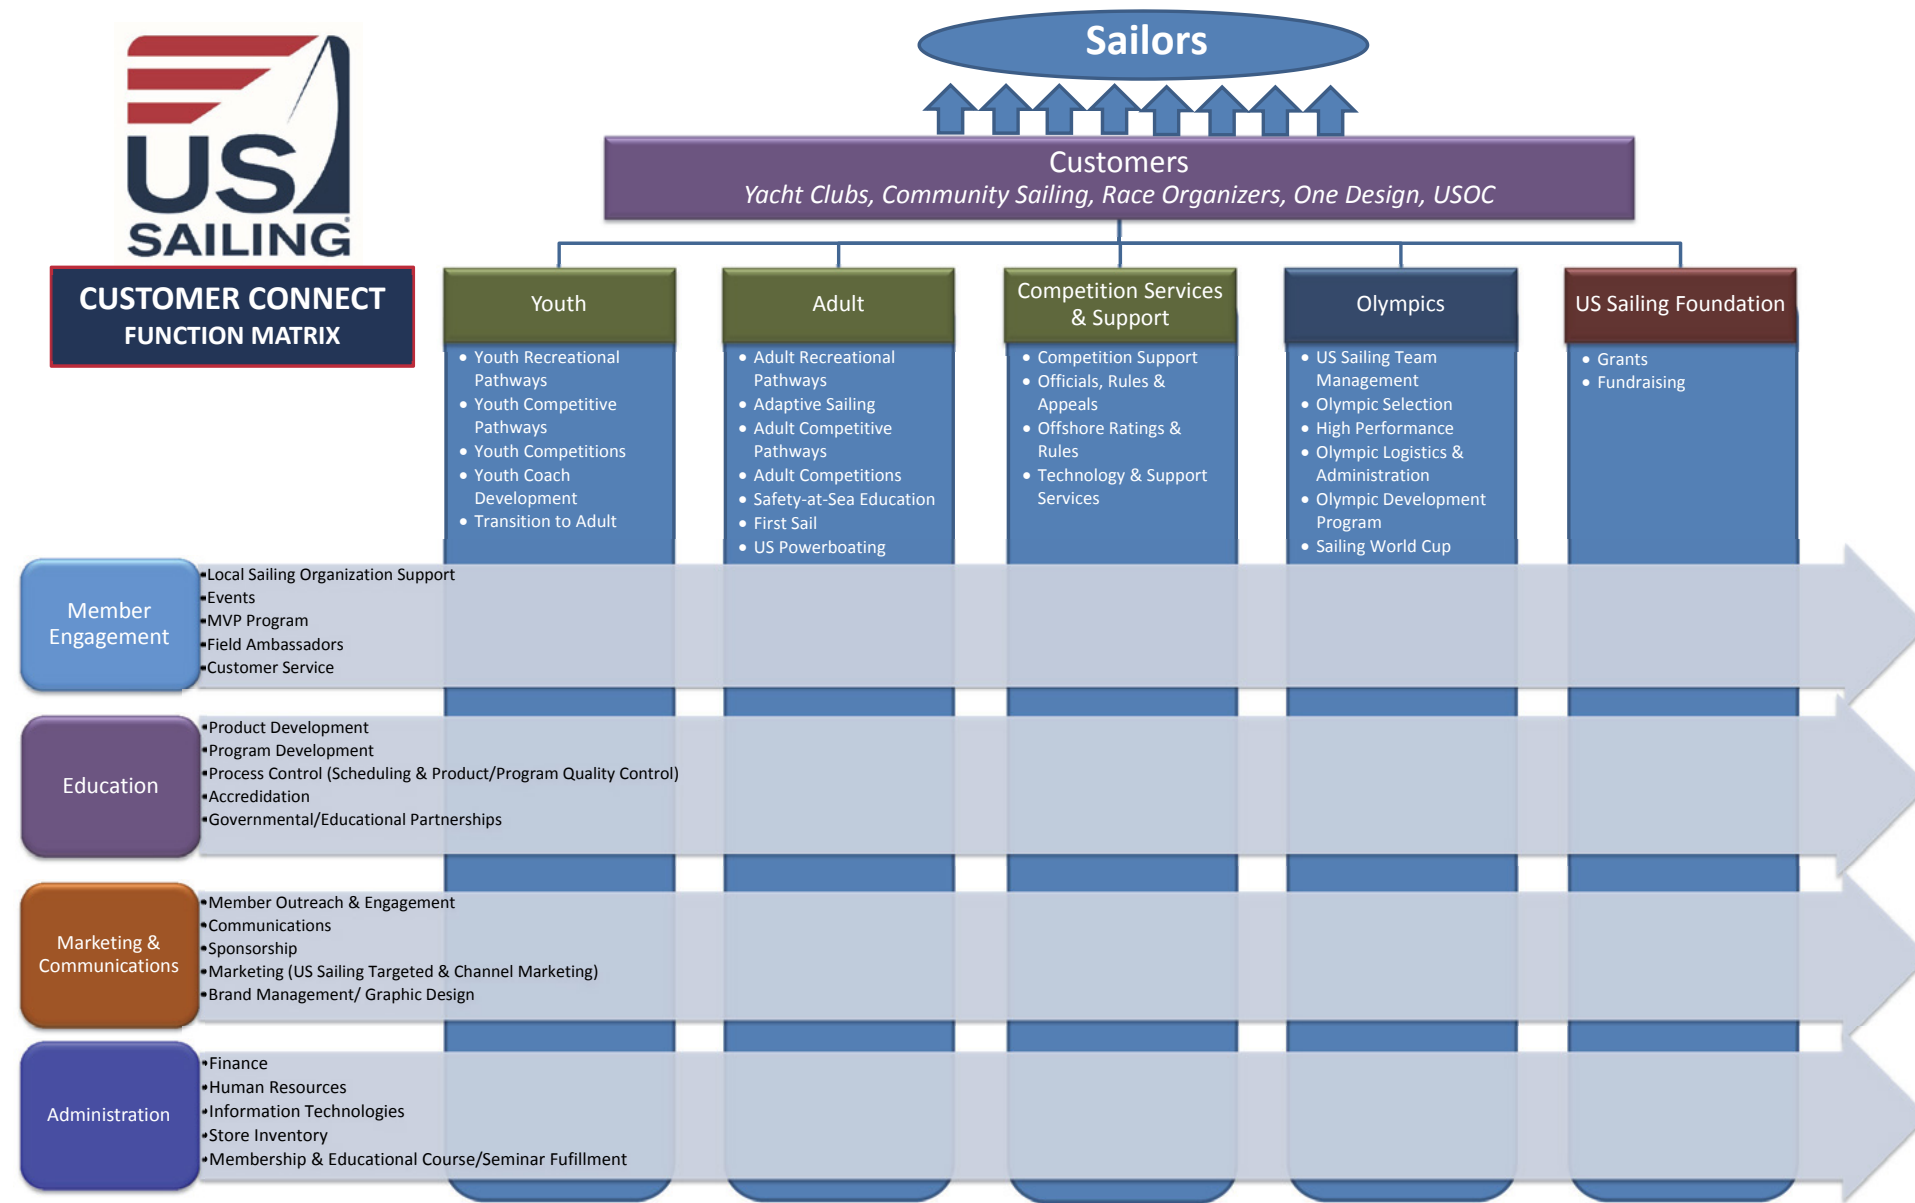 US
SAILING
CUSTOMER CONNECT
FUNCTION MATRIX
Sailors
Customers
Yacht Clubs, Community Sailing, Race Organizers, One Design, USOC
Youth
• Youth Recreational
Pathways
• Youth Competitive
Pathways
• Youth Competitions
• Youth Coach
Development
• Transition to Adult
Adult
• Adult Recreational
Pathways
• Adaptive Sailing
• Adult Competitive
Pathways
• Adult Competitions
• Safety-at-Sea Education
• First Sail
• US Powerboating
Competition Services
& Support
• Competition Support
• Officials, Rules &
Appeals
• Offshore Ratings &
Rules
• Technology & Support
Services
Olympics
• US Sailing Team
Management
• Olympic Selection
• High Performance
• Olympic Logistics &
Administration
• Olympic Development
Program
• Sailing World Cup
US Sailing Foundation
• Grants
• Fundraising
Member
Engagement
▪Local Sailing Organization Support
▪Events
▪MVP Program
▪Field Ambassadors
▪Customer Service
Education
▪Product Development
▪Program Development
▪Process Control (Scheduling & Product/Program Quality Control)
▪Accredidation
▪Governmental/Educational Partnerships
Marketing &
Communications
▪Member Outreach & Engagement
▪Communications
▪Sponsorship
▪Marketing (US Sailing Targeted & Channel Marketing)
▪Brand Management/ Graphic Design
Administration
▪Finance
▪Human Resources
▪Information Technologies
▪Store Inventory
▪Membership & Educational Course/Seminar Fufillment